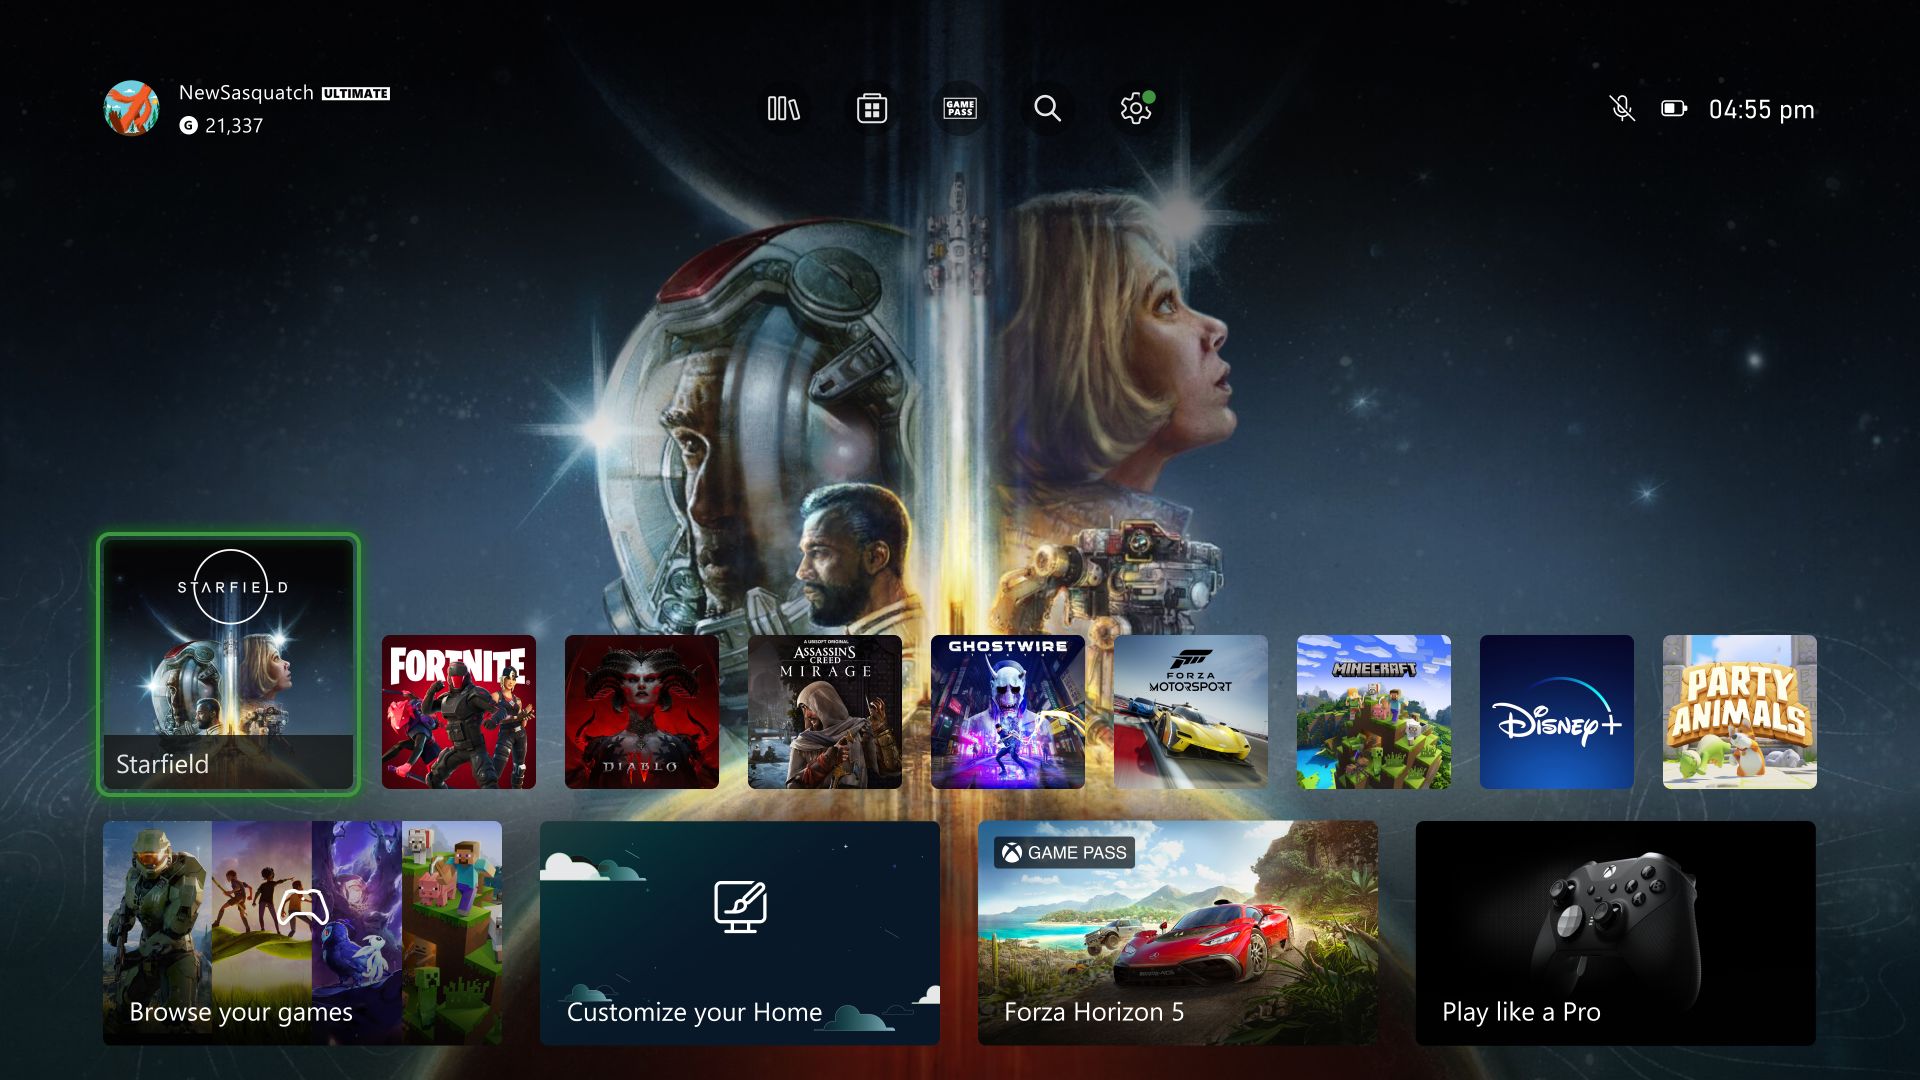 NewSasquatch ULTIMATE
G 21,337
GAME PASS
04:55 pm
STARFIELD
Starfield
FORTNITE
DIABLO
A UBISOFT ORIGINAL
ASSASSIN'S
CREED
MIRAGE
GHOSTWIRE
FORZA
MOTORSPORT
MINECRAFT
Disney+
PARTY
ANIMALS
Browse your games
Customize your Home
GAME PASS
Forza Horizon 5
Play like a Pro